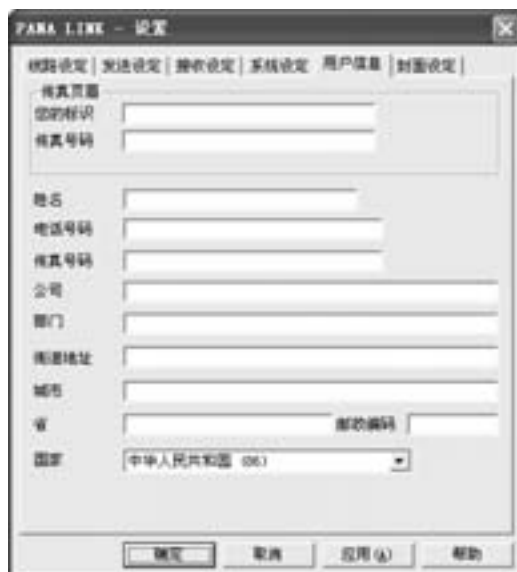 PANA LINK - 设置
线路设定 发送设定 接收设定 系统设定 用户信息 封面设定
传真页眉
您的标识
传真号码
姓名
电话号码
传真号码
公司
部门
街道地址
城市
省 邮政编码
国家 中华人民共和国 (86)
确定 取消 应用(A) 帮助